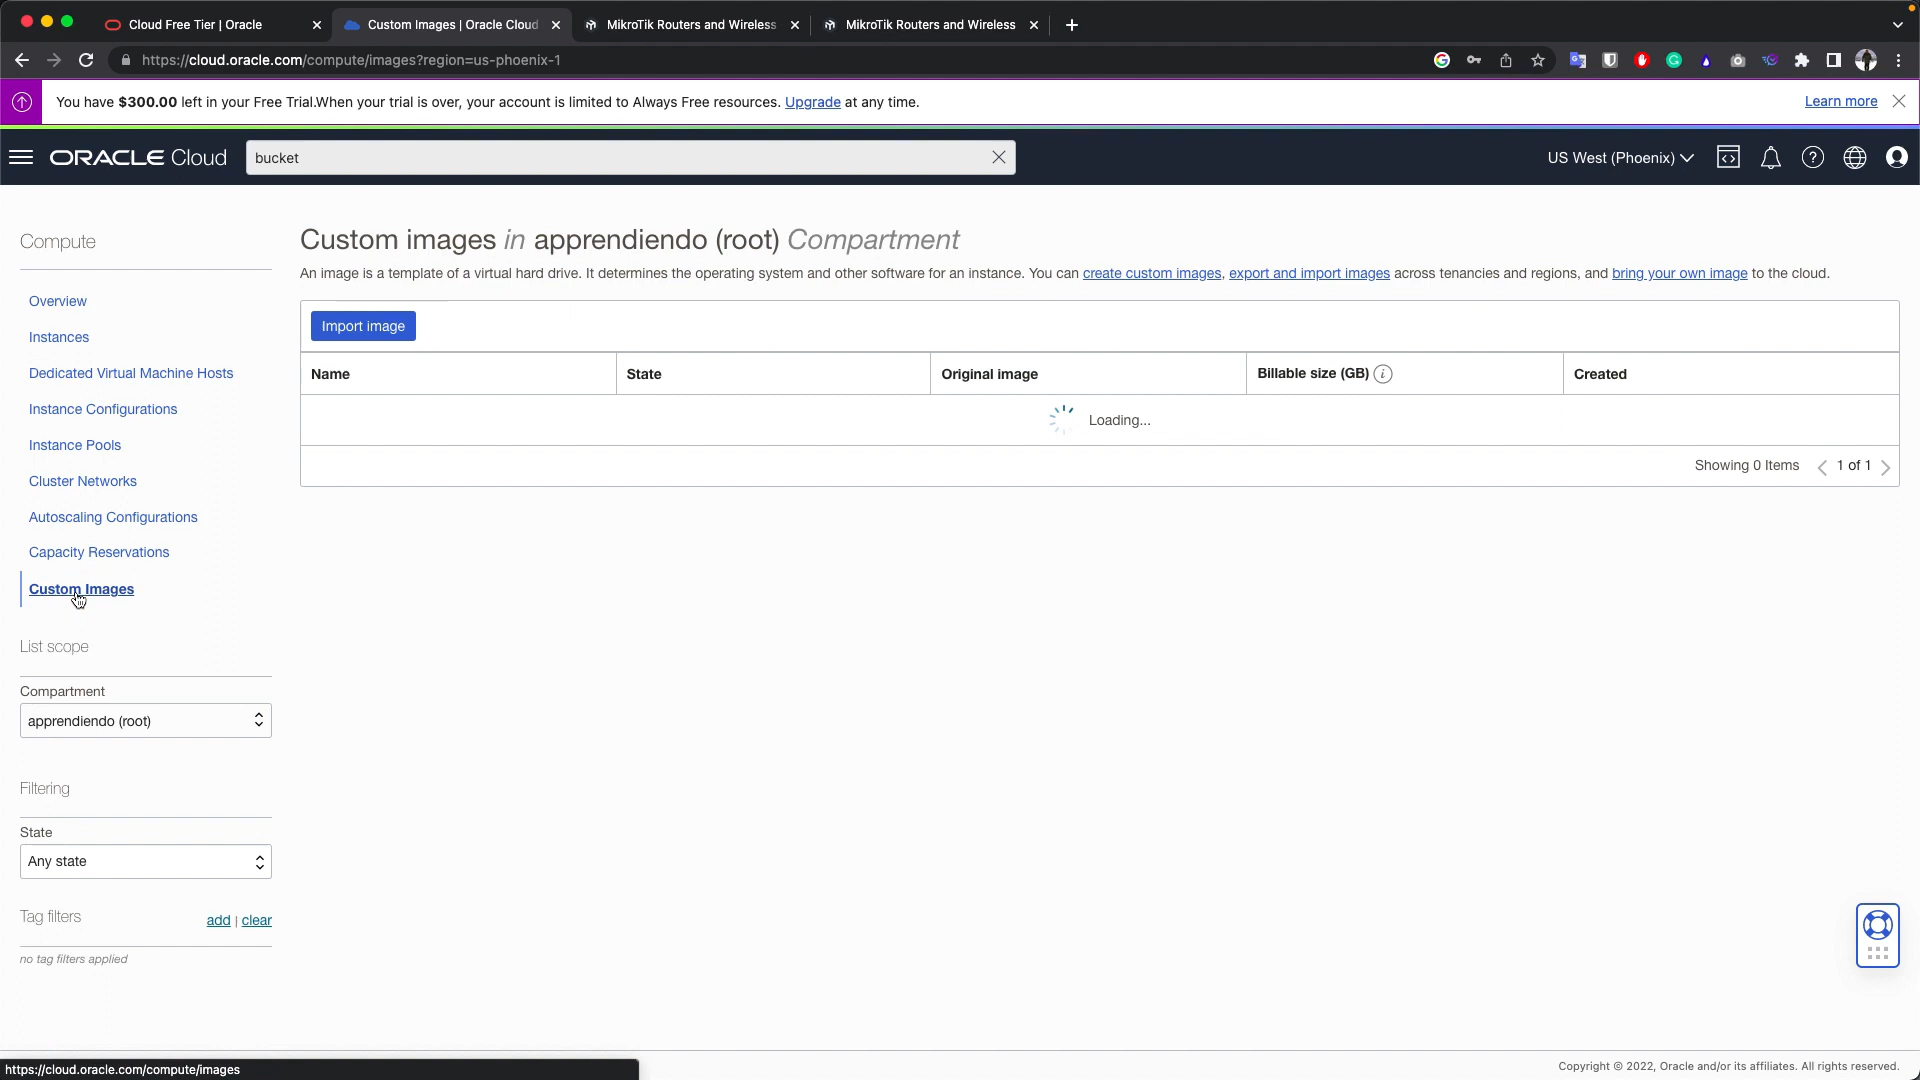 Cloud Free Tier | Oracle
Custom Images | Oracle Cloud
MikroTik Routers and Wireless
MikroTik Routers and Wireless
https://cloud.oracle.com/compute/images?region=us-phoenix-1
You have $300.00 left in your Free Trial.When your trial is over, your account is limited to Always Free resources. Upgrade at any time.
Learn more
ORACLE Cloud
bucket
US West (Phoenix)
Compute
Overview
Instances
Dedicated Virtual Machine Hosts
Instance Configurations
Instance Pools
Cluster Networks
Autoscaling Configurations
Capacity Reservations
Custom Images
List scope
Compartment
apprendiendo (root)
Filtering
State
Any state
Tag filters
add | clear
no tag filters applied
Custom images in apprendiendo (root) Compartment
An image is a template of a virtual hard drive. It determines the operating system and other software for an instance. You can create custom images, export and import images across tenancies and regions, and bring your own image to the cloud.
Import image
Name State Original image Billable size (GB) i Created
Loading...
Showing 0 Items 1 of 1
https://cloud.oracle.com/compute/images
Copyright © 2022, Oracle and/or its affiliates. All rights reserved.